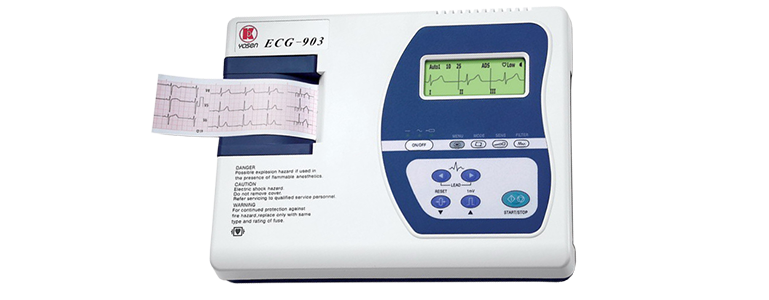 yasen ECG-903
Auto1 10 25 ADS Low
I II III
ON/OFF MENU MODE SENS FILTER
LEAD
RESET 1mV
START/STOP
DANGER
Possible explosion hazard if used in
the presence of flammable anesthetics.
CAUTION
Electric shock hazard.
Do not remove cover.
Refer servicing to qualified service personnel.
WARNING
For continued protection against
fire hazard,replace only with same
type and rating of fuse.